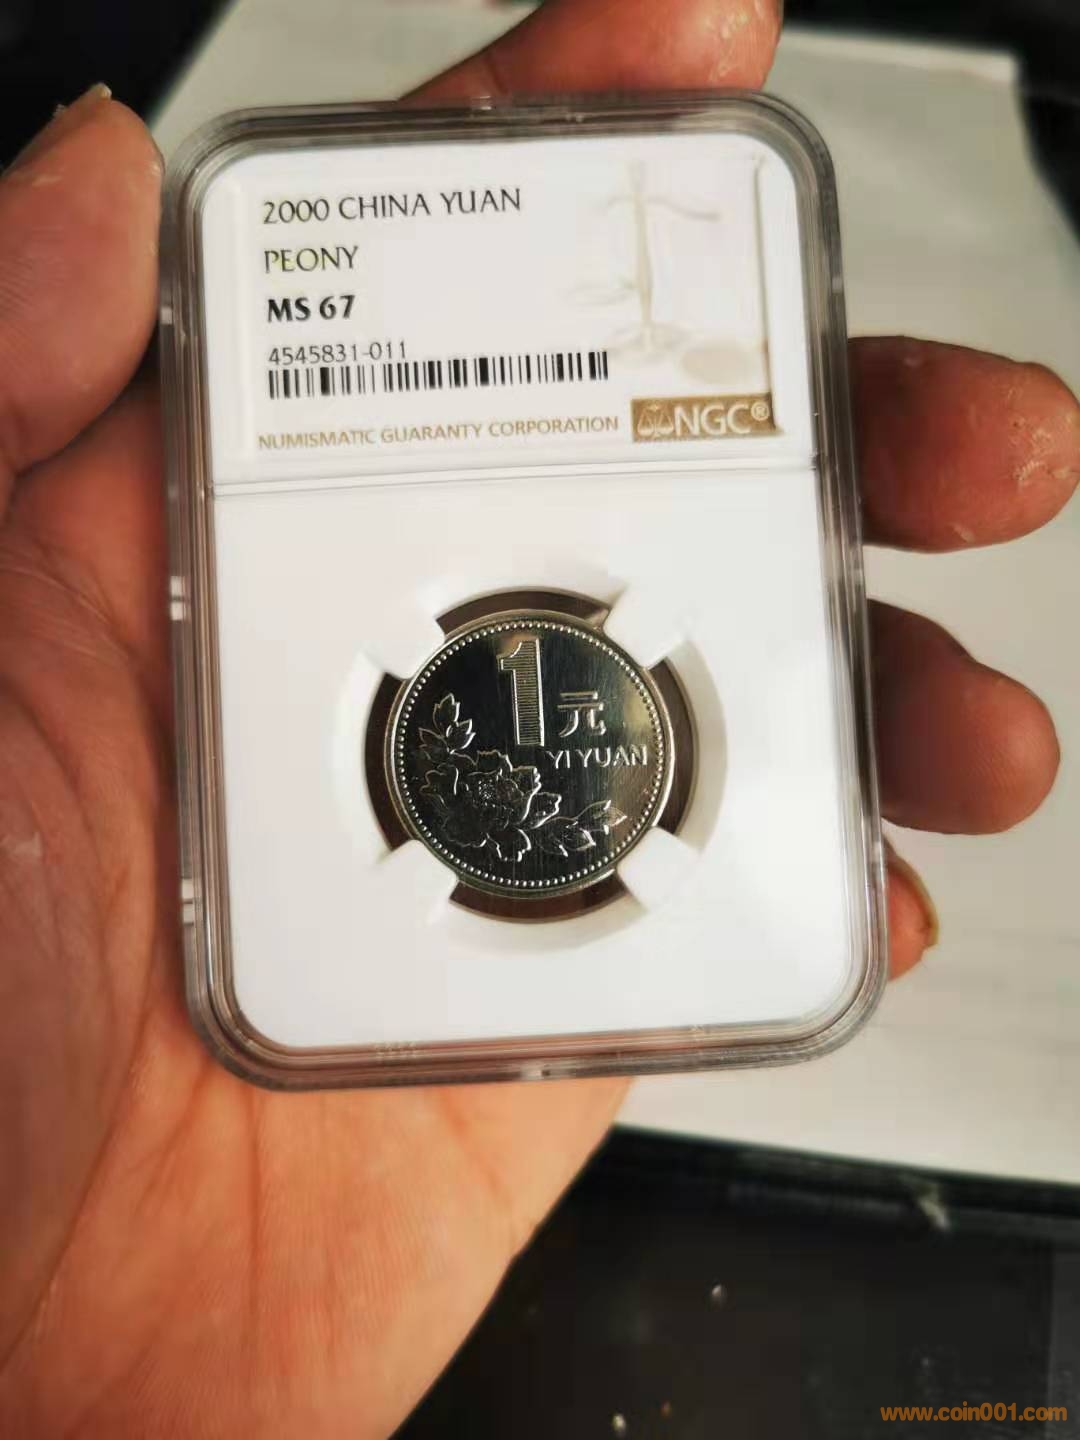 2000 CHINA YUAN
PEONY
MS 67
4545831-011
NUMISMATIC GUARANTY CORPORATION
NGC®
1元
YI YUAN
www.coin001.com